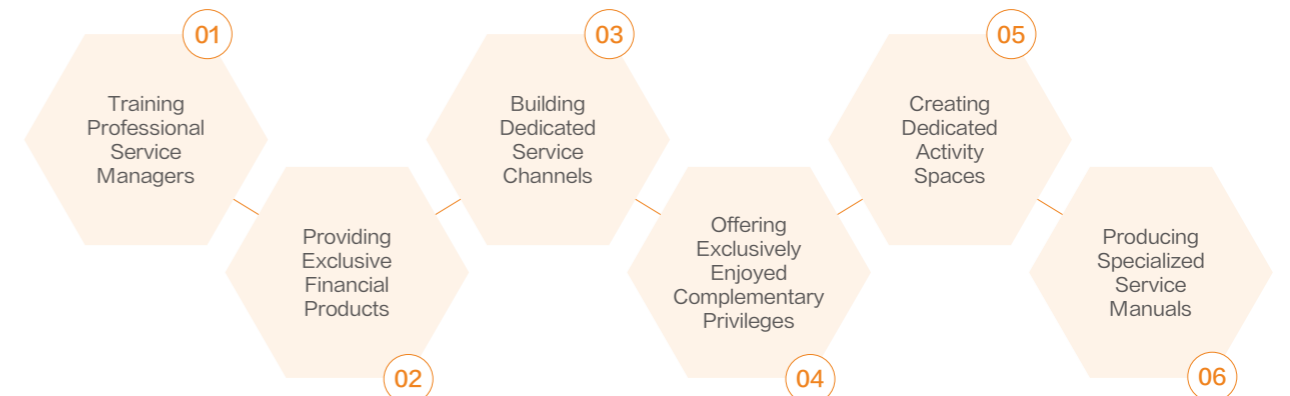 01
Training
Professional
Service
Managers
Providing
Exclusive
Financial
Products
02
03
Building
Dedicated
Service
Channels
Offering
Exclusively
Enjoyed
Complementary
Privileges
04
05
Creating
Dedicated
Activity
Spaces
Producing
Specialized
Service
Manuals
06